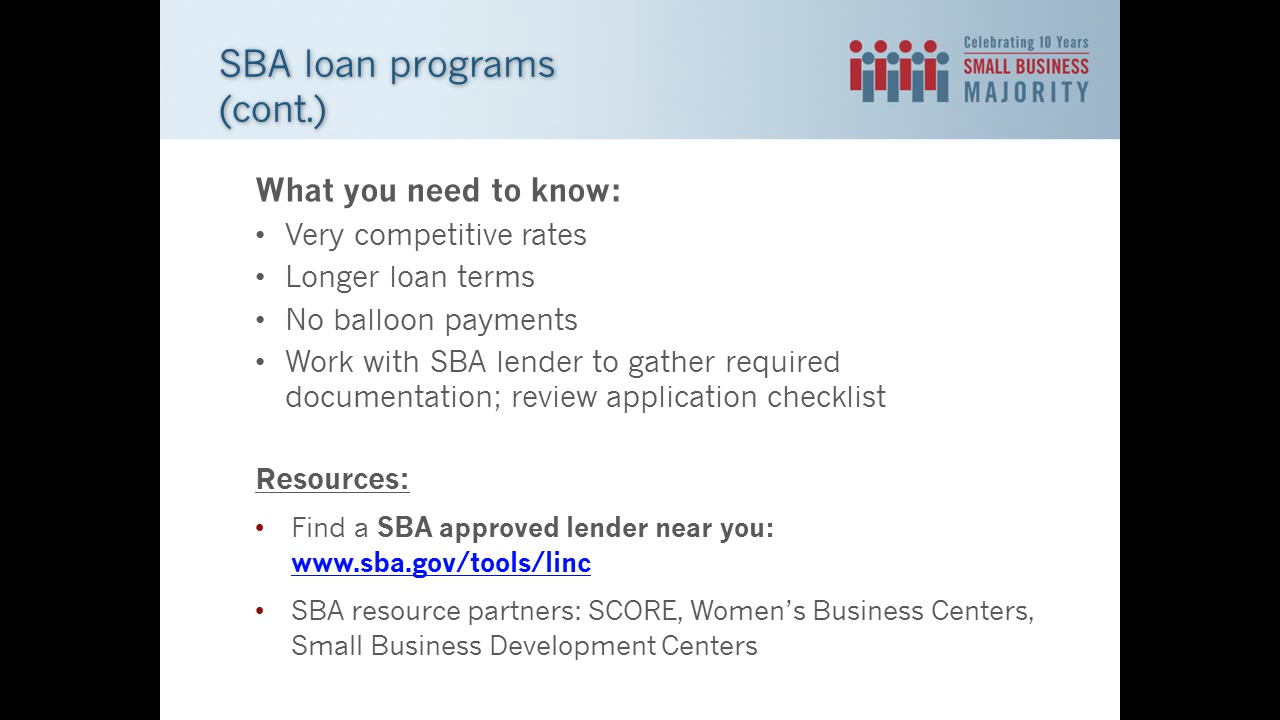 SBA loan programs
(cont.)
Celebrating 10 Years
SMALL BUSINESS
MAJORITY
What you need to know:
• Very competitive rates
• Longer loan terms
• No balloon payments
• Work with SBA lender to gather required
documentation; review application checklist
Resources:
• Find a SBA approved lender near you:
www.sba.gov/tools/linc
• SBA resource partners: SCORE, Women’s Business Centers,
Small Business Development Centers